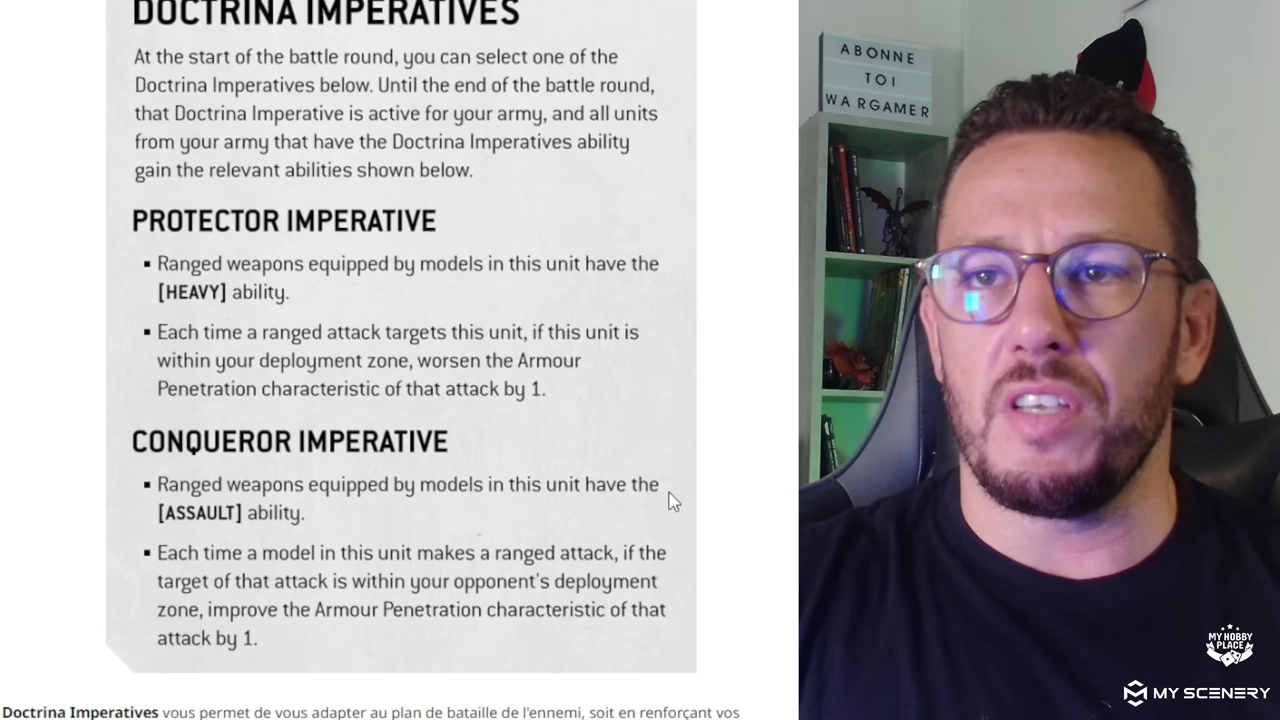 DOCTRINA IMPERATIVES
At the start of the battle round, you can select one of the
Doctrina Imperatives below. Until the end of the battle round,
that Doctrina Imperative is active for your army, and all units
from your army that have the Doctrina Imperatives ability
gain the relevant abilities shown below.
PROTECTOR IMPERATIVE
▪ Ranged weapons equipped by models in this unit have the
[HEAVY] ability.
▪ Each time a ranged attack targets this unit, if this unit is
within your deployment zone, worsen the Armour
Penetration characteristic of that attack by 1.
CONQUEROR IMPERATIVE
▪ Ranged weapons equipped by models in this unit have the
[ASSAULT] ability.
▪ Each time a model in this unit makes a ranged attack, if the
target of that attack is within your opponent's deployment
zone, improve the Armour Penetration characteristic of that
attack by 1.
Doctrina Imperatives vous permet de vous adapter au plan de bataille de l'ennemi, soit en renforçant vos
ABONNE
TOI
WARGAMER
MY HOBBY
PLACE
MY SCENERY